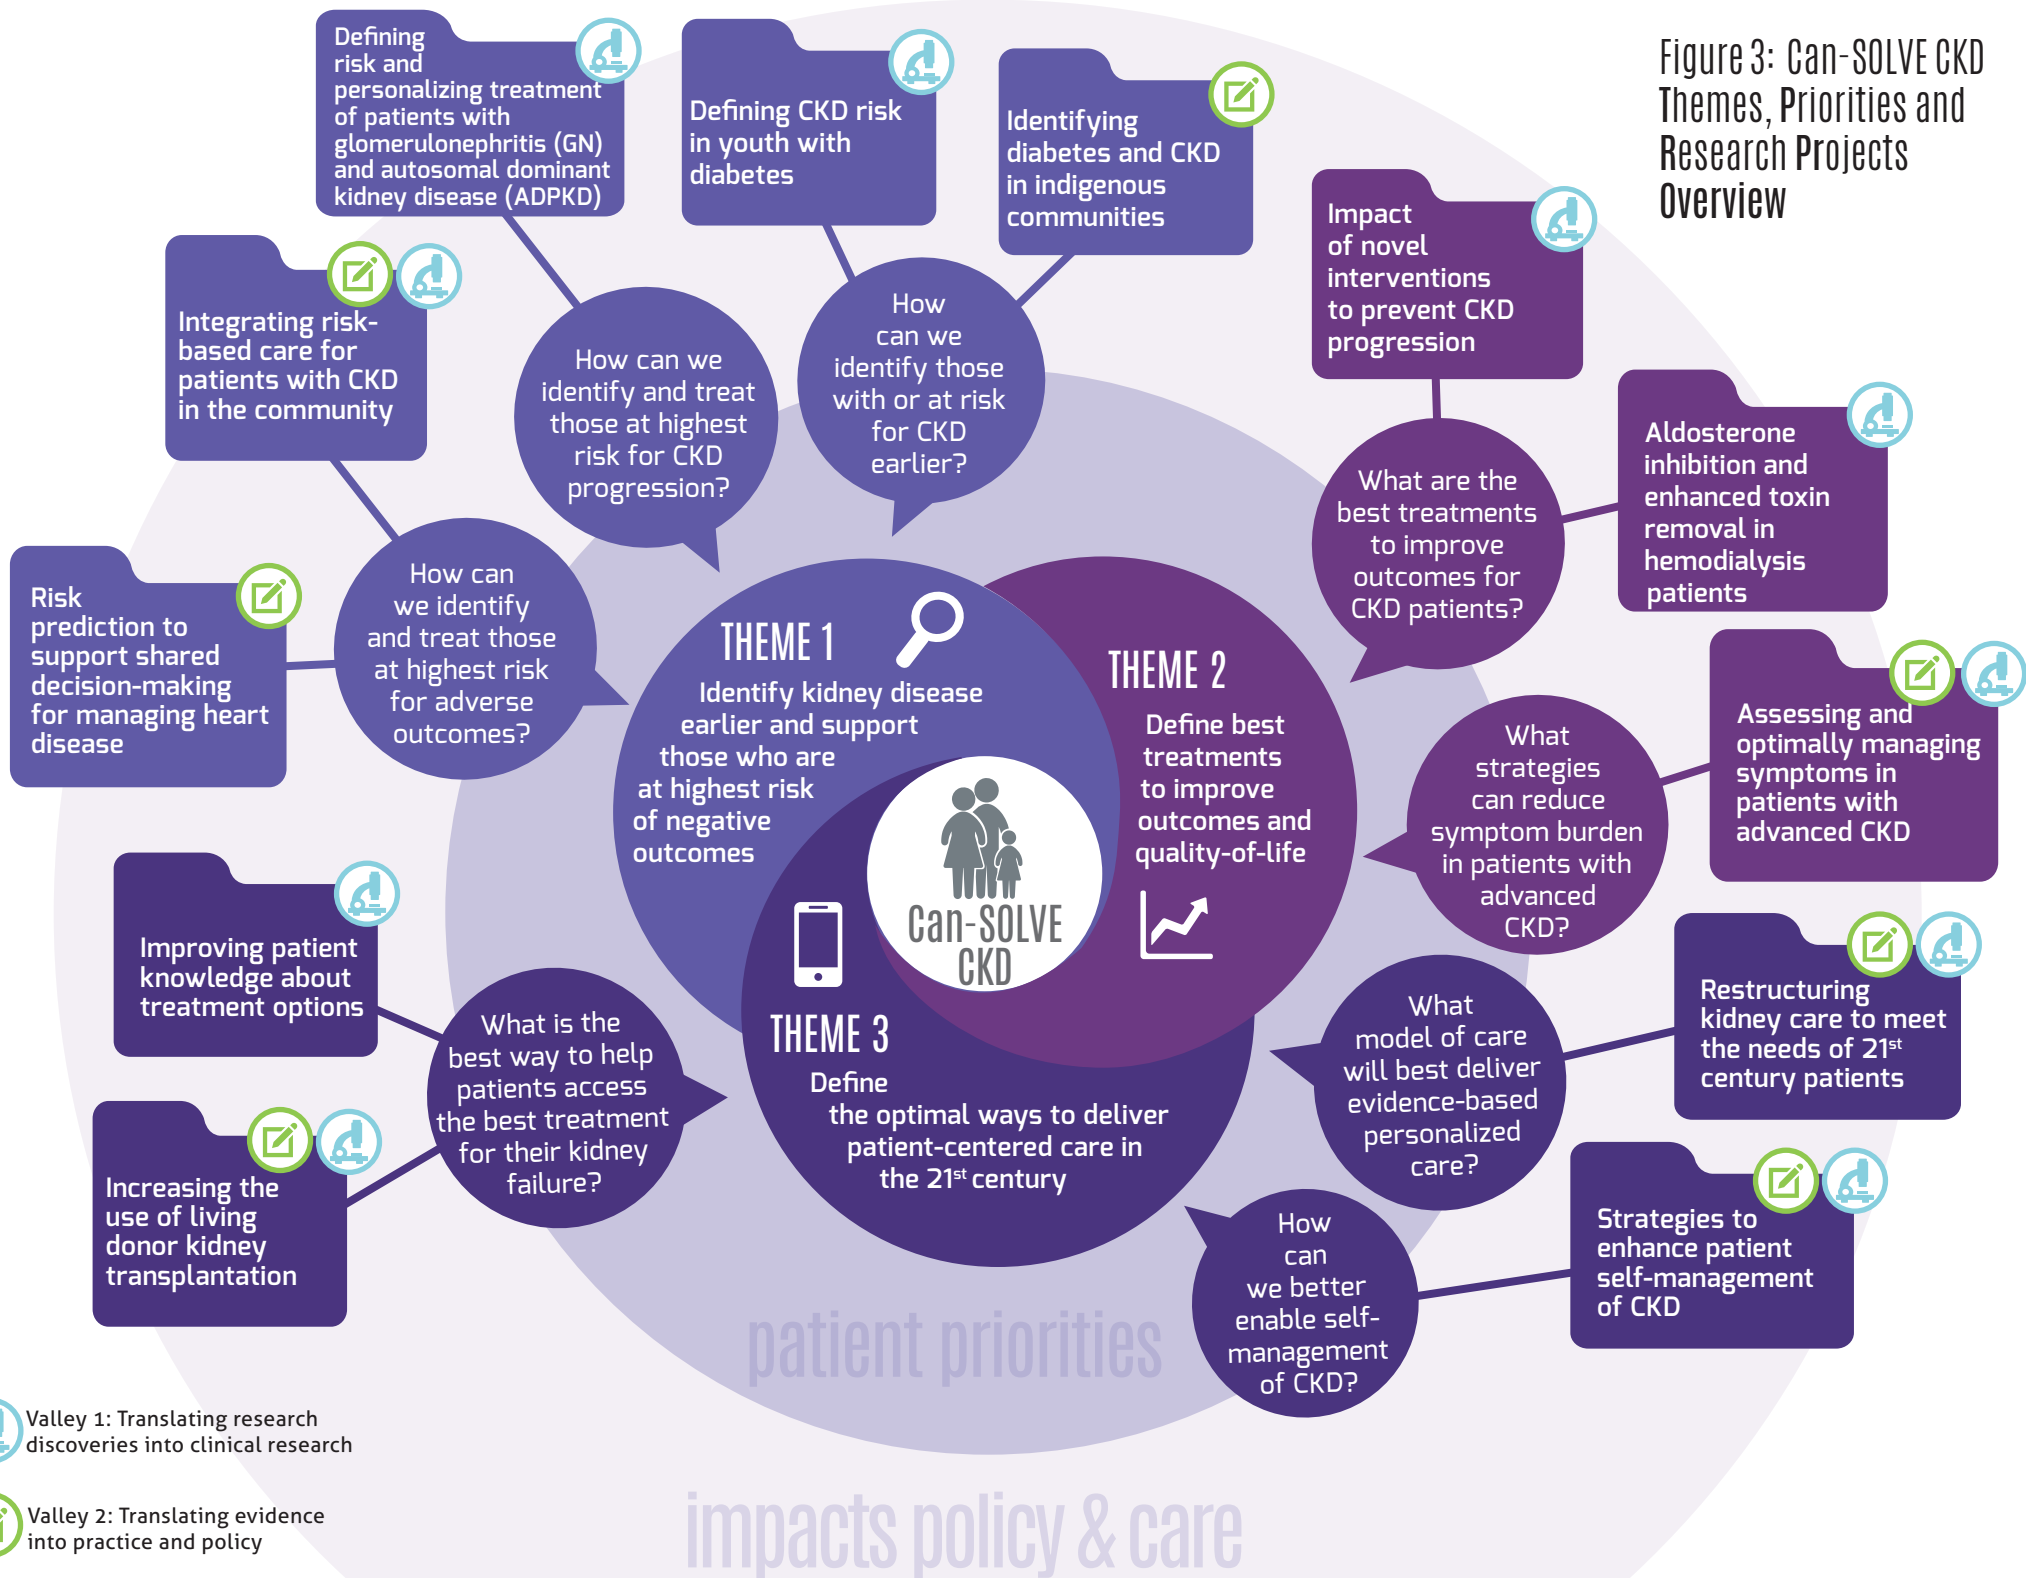 Figure 3: Can-SOLVE CKD
Themes, Priorities and
Research Projects
Overview
Defining
risk and
personalizing treatment
of patients with
glomerulonephritis (GN)
and autosomal dominant
kidney disease (ADPKD)
Defining CKD risk
in youth with
diabetes
Identifying
diabetes and CKD
in indigenous
communities
Impact
of novel
interventions
to prevent CKD
progression
Integrating risk-
based care for
patients with CKD
in the community
How can we
identify and treat
those at highest
risk for CKD
progression?
How
can we
identify those
with or at risk
for CKD
earlier?
What are the
best treatments
to improve
outcomes for
CKD patients?
Aldosterone
inhibition and
enhanced toxin
removal in
hemodialysis
patients
Risk
prediction to
support shared
decision-making
for managing heart
disease
How can
we identify
and treat those
at highest risk
for adverse
outcomes?
THEME 1
Identify kidney disease
earlier and support
those who are
at highest risk
of negative
outcomes
THEME 2
Define best
treatments
to improve
outcomes and
quality-of-life
What
strategies
can reduce
symptom burden
in patients with
advanced
CKD?
Assessing and
optimally managing
symptoms in
patients with
advanced CKD
Can-SOLVE
CKD
Improving patient
knowledge about
treatment options
What is the
best way to help
patients access
the best treatment
for their kidney
failure?
THEME 3
Define
the optimal ways to deliver
patient-centered care in
the 21st century
What
model of care
will best deliver
evidence-based
personalized
care?
Restructuring
kidney care to meet
the needs of 21st
century patients
Increasing the
use of living
donor kidney
transplantation
How
can
we better
enable self-
management
of CKD?
Strategies to
enhance patient
self-management
of CKD
patient priorities
Valley 1: Translating research
discoveries into clinical research
Valley 2: Translating evidence
into practice and policy
impacts policy & care